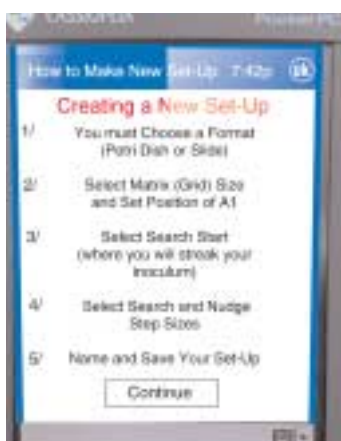 Pocket PC
How to Make New Set-Up 7:42p ok
Creating a New Set-Up
1/ You must Choose a Format
(Petri Dish or Slide)
2/ Select Matrix (Grid) Size
and Set Position of A1
3/ Select Search Start
(where you will streak your
inoculum)
4/ Select Search and Nudge
Step Sizes
5/ Name and Save Your Set-Up
Continue